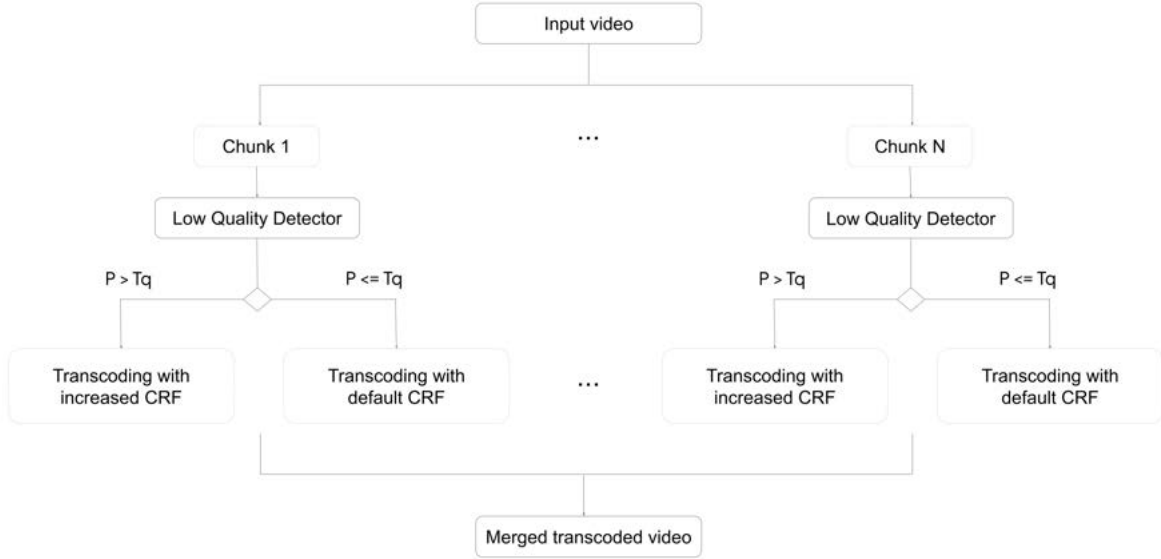 Input video
Chunk 1
...
Chunk N
Low Quality Detector
Low Quality Detector
P > Tq
P <= Tq
P > Tq
P <= Tq
Transcoding with
increased CRF
Transcoding with
default CRF
...
Transcoding with
increased CRF
Transcoding with
default CRF
Merged transcoded video